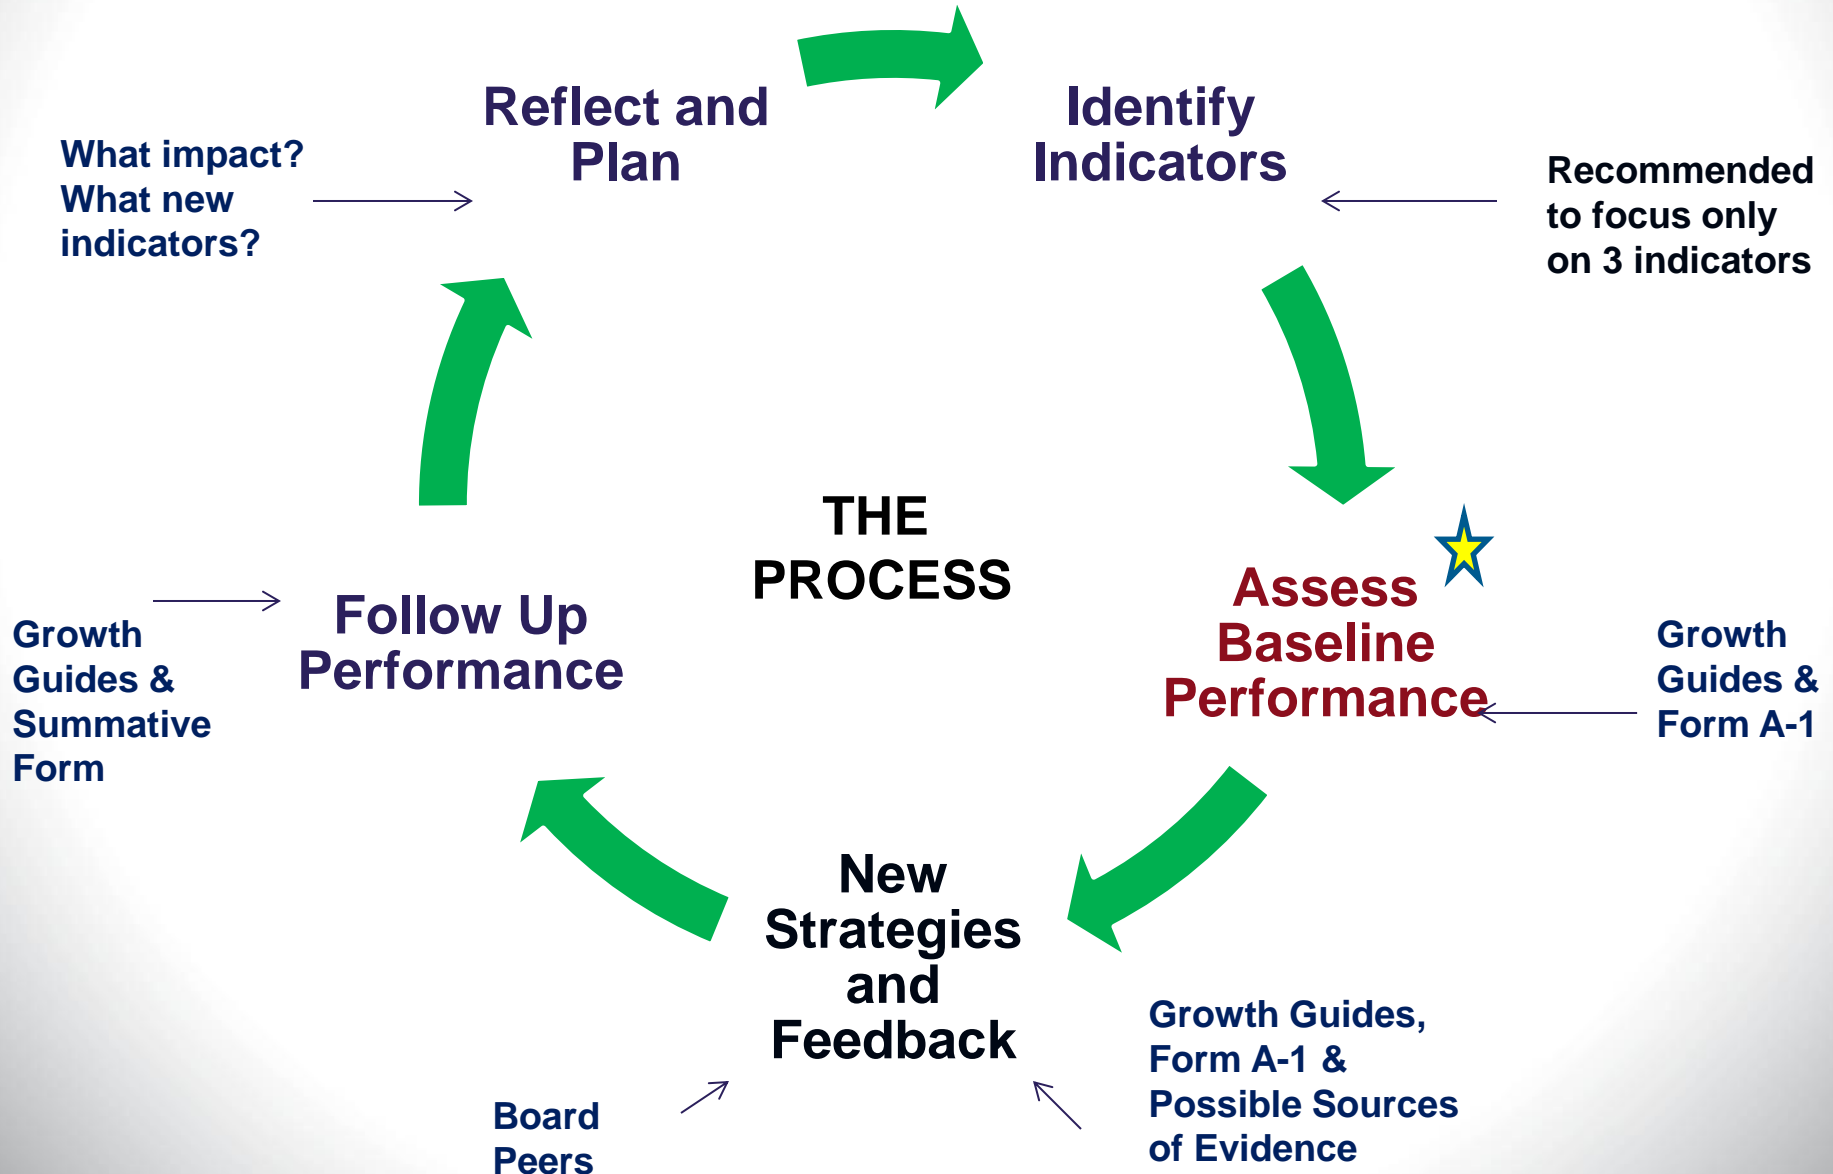 Reflect and
Plan
Identify
Indicators
What impact?
What new
indicators?
Recommended
to focus only
on 3 indicators
THE
PROCESS
Assess
Baseline
Performance
Growth
Guides &
Form A-1
Follow Up
Performance
Growth
Guides &
Summative
Form
New
Strategies
and
Feedback
Growth Guides,
Form A-1 &
Possible Sources
of Evidence
Board
Peers